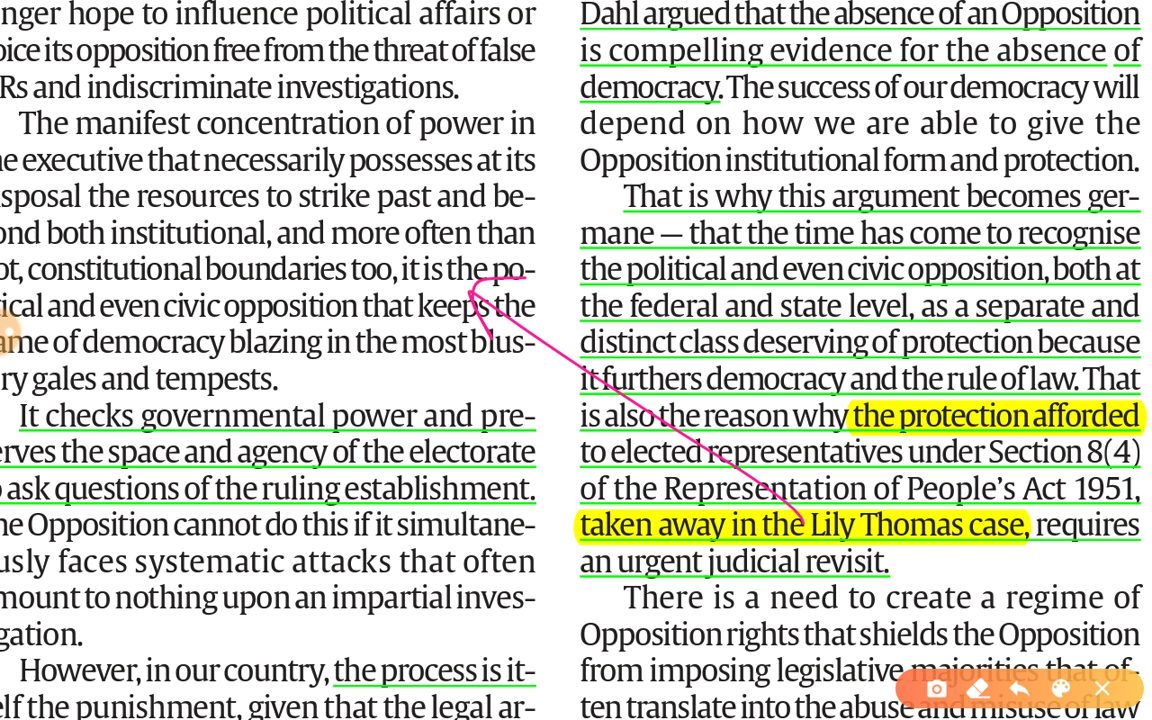 nger hope to influence political affairs or
oice its opposition free from the threat of false
Rs and indiscriminate investigations.
The manifest concentration of power in
e executive that necessarily possesses at its
sposal the resources to strike past and be-
ond both institutional, and more often than
ot, constitutional boundaries too, it is the po-
tical and even civic opposition that keeps the
ame of democracy blazing in the most blus-
ry gales and tempests.
It checks governmental power and pre-
erves the space and agency of the electorate
o ask questions of the ruling establishment.
he Opposition cannot do this if it simultane-
usly faces systematic attacks that often
mount to nothing upon an impartial inves-
gation.
However, in our country, the process is it-
elf the punishment, given that the legal ar-
Dahl argued that the absence of an Opposition
is compelling evidence for the absence of
democracy. The success of our democracy will
depend on how we are able to give the
Opposition institutional form and protection.
That is why this argument becomes ger-
mane — that the time has come to recognise
the political and even civic opposition, both at
the federal and state level, as a separate and
distinct class deserving of protection because
it furthers democracy and the rule of law. That
is also the reason why the protection afforded
to elected representatives under Section 8(4)
of the Representation of People’s Act 1951,
taken away in the Lily Thomas case, requires
an urgent judicial revisit.
There is a need to create a regime of
Opposition rights that shields the Opposition
from imposing legislative majorities that of-
ten translate into the abuse and misuse of law